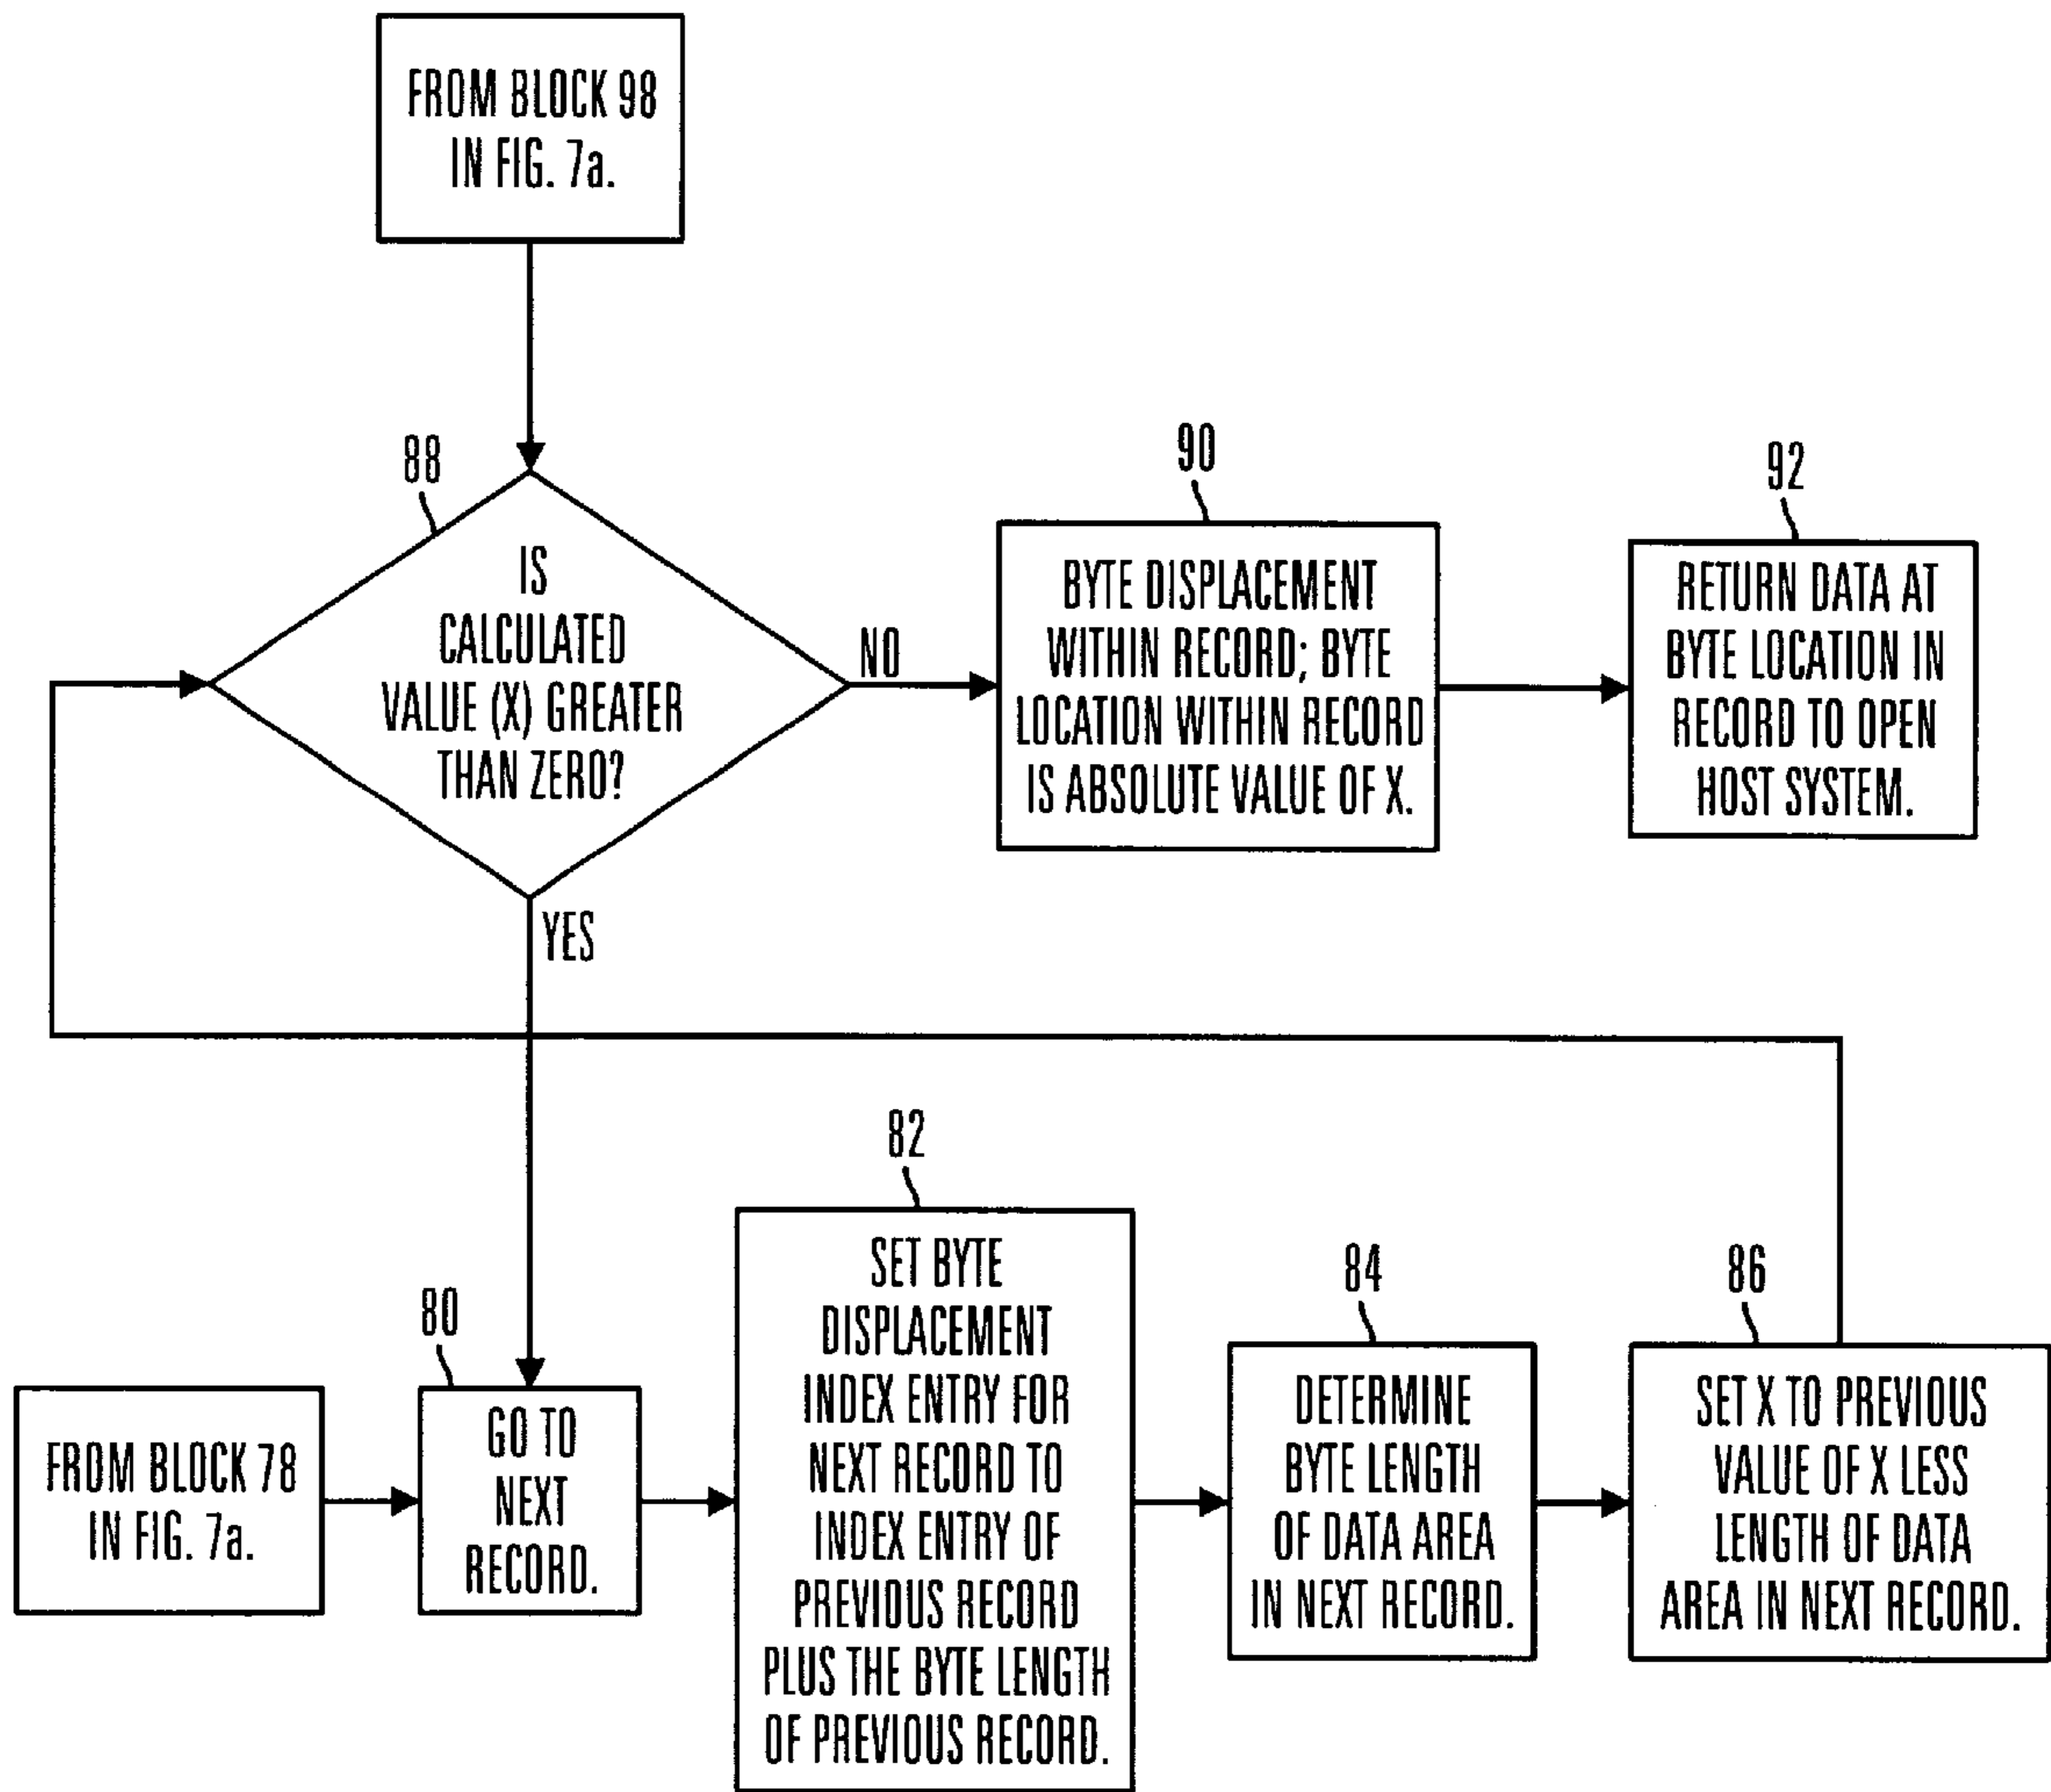 FROM BLOCK 98
IN FIG. 7a.
88
IS
CALCULATED
VALUE (X) GREATER
THAN ZERO?
NO
YES
90
BYTE DISPLACEMENT
WITHIN RECORD; BYTE
LOCATION WITHIN RECORD
IS ABSOLUTE VALUE OF X.
92
RETURN DATA AT
BYTE LOCATION IN
RECORD TO OPEN
HOST SYSTEM.
FROM BLOCK 78
IN FIG. 7a.
80
GO TO
NEXT
RECORD.
82
SET BYTE
DISPLACEMENT
INDEX ENTRY FOR
NEXT RECORD TO
INDEX ENTRY OF
PREVIOUS RECORD
PLUS THE BYTE LENGTH
OF PREVIOUS RECORD.
84
DETERMINE
BYTE LENGTH
OF DATA AREA
IN NEXT RECORD.
86
SET X TO PREVIOUS
VALUE OF X LESS
LENGTH OF DATA
AREA IN NEXT RECORD.